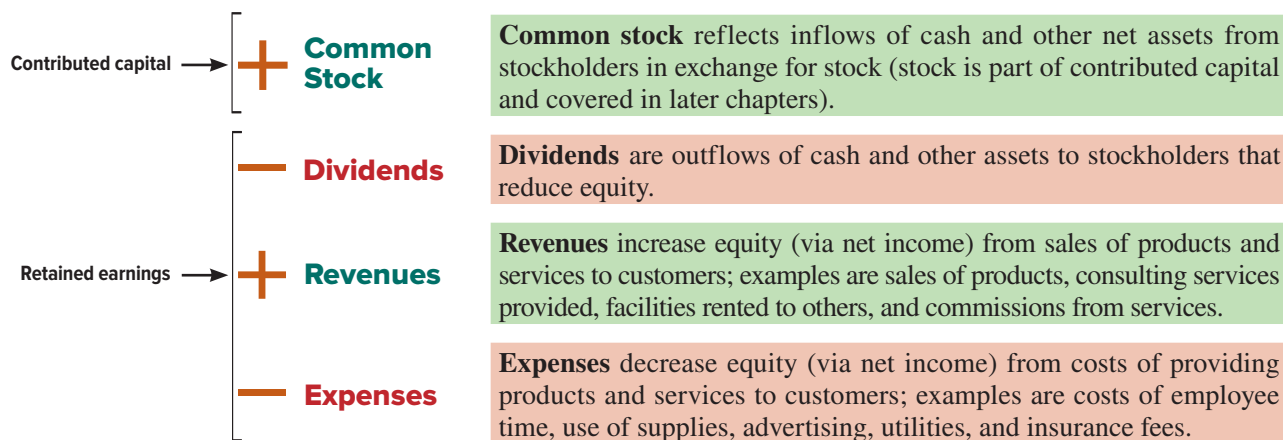 Contributed capital
+ Common
Stock
Common stock reflects inflows of cash and other net assets from
stockholders in exchange for stock (stock is part of contributed capital
and covered in later chapters).
Retained earnings
− Dividends
Dividends are outflows of cash and other assets to stockholders that
reduce equity.
+ Revenues
Revenues increase equity (via net income) from sales of products and
services to customers; examples are sales of products, consulting services
provided, facilities rented to others, and commissions from services.
− Expenses
Expenses decrease equity (via net income) from costs of providing
products and services to customers; examples are costs of employee
time, use of supplies, advertising, utilities, and insurance fees.